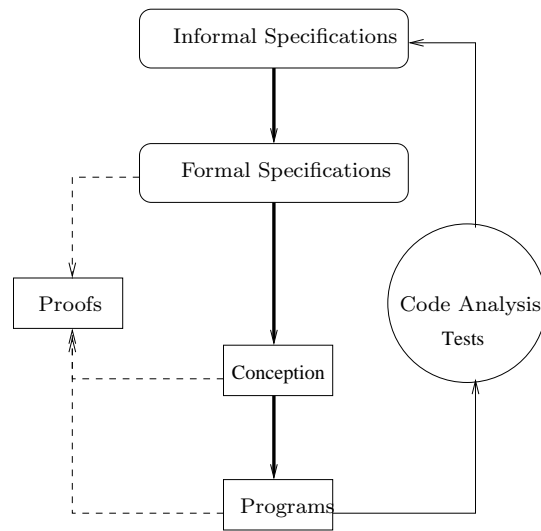 Informal Specifications
Formal Specifications
Proofs
Code Analysis
Tests
Conception
Programs